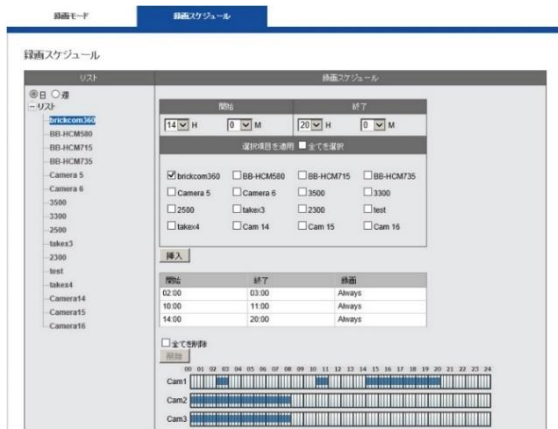 録画モード 録画スケジュール
録画スケジュール
リスト 録画スケジュール
日 週
リスト
brickcom360
BB-HCM580
BB-HCM715
BB-HCM735
Camera 5
Camera 6
3500
3300
2500
takex3
2300
test
takex4
Camera14
Camera15
Camera16
開始 終了
14 H 0 M 20 H 0 M
選択項目を適用 全てを選択
brickcom360 BB-HCM580 BB-HCM715 BB-HCM735
Camera 5 Camera 6 3500 3300
2500 takex3 2300 test
takex4 Cam 14 Cam 15 Cam 16
挿入
開始 終了 録画
02:00 03:00 Always
10:00 11:00 Always
14:00 20:00 Always
全てを削除
削除
00 01 02 03 04 05 06 07 08 09 10 11 12 13 14 15 16 17 18 19 20 21 22 23 24
Cam1
Cam2
Cam3